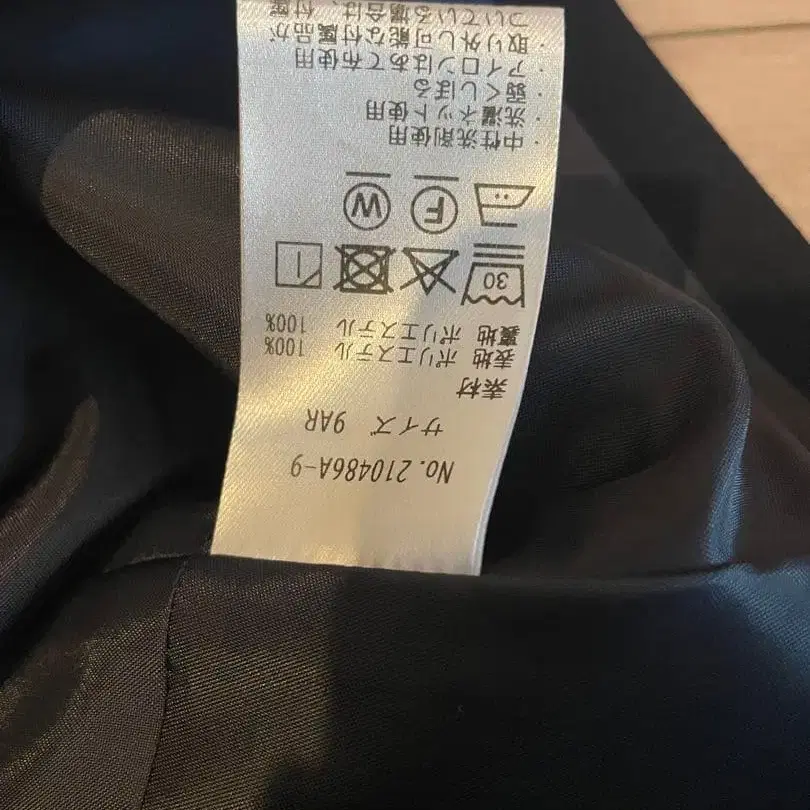 No.210486A-9
サイズ 9AR
素材
表地 ポリエステル 100%
裏地 ポリエステル 100%
30
F W
・中性洗剤使用
・洗濯ネット使用
・弱くしぼる
・アイロンはあて布使用
・取り外し可能な付属品が
ついている場合は、付属